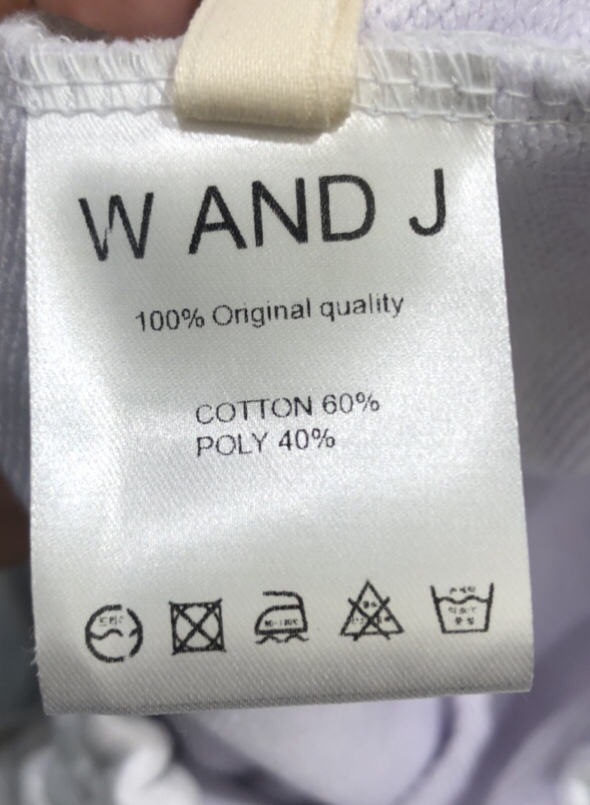 W AND J
100% Original quality
COTTON 60%
POLY 40%